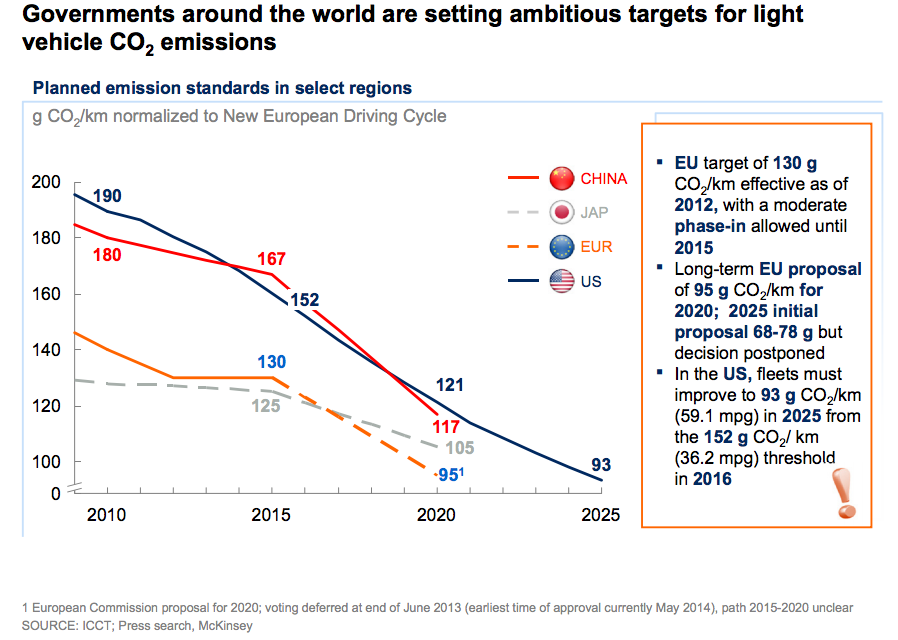 Governments around the world are setting ambitious targets for light
vehicle CO₂ emissions
Planned emission standards in select regions
g CO₂/km normalized to New European Driving Cycle
200
180
160
140
120
100
0
190
180
167
152
130
125
121
117
105
95¹
93
2010
2015
2020
2025
CHINA
JAP
EUR
US
▪ EU target of 130 g
CO₂/km effective as of
2012, with a moderate
phase-in allowed until
2015
▪ Long-term EU proposal
of 95 g CO₂/km for
2020; 2025 initial
proposal 68-78 g but
decision postponed
▪ In the US, fleets must
improve to 93 g CO₂/km
(59.1 mpg) in 2025 from
the 152 g CO₂/ km
(36.2 mpg) threshold
in 2016
!
1 European Commission proposal for 2020; voting deferred at end of June 2013 (earliest time of approval currently May 2014), path 2015-2020 unclear
SOURCE: ICCT; Press search, McKinsey